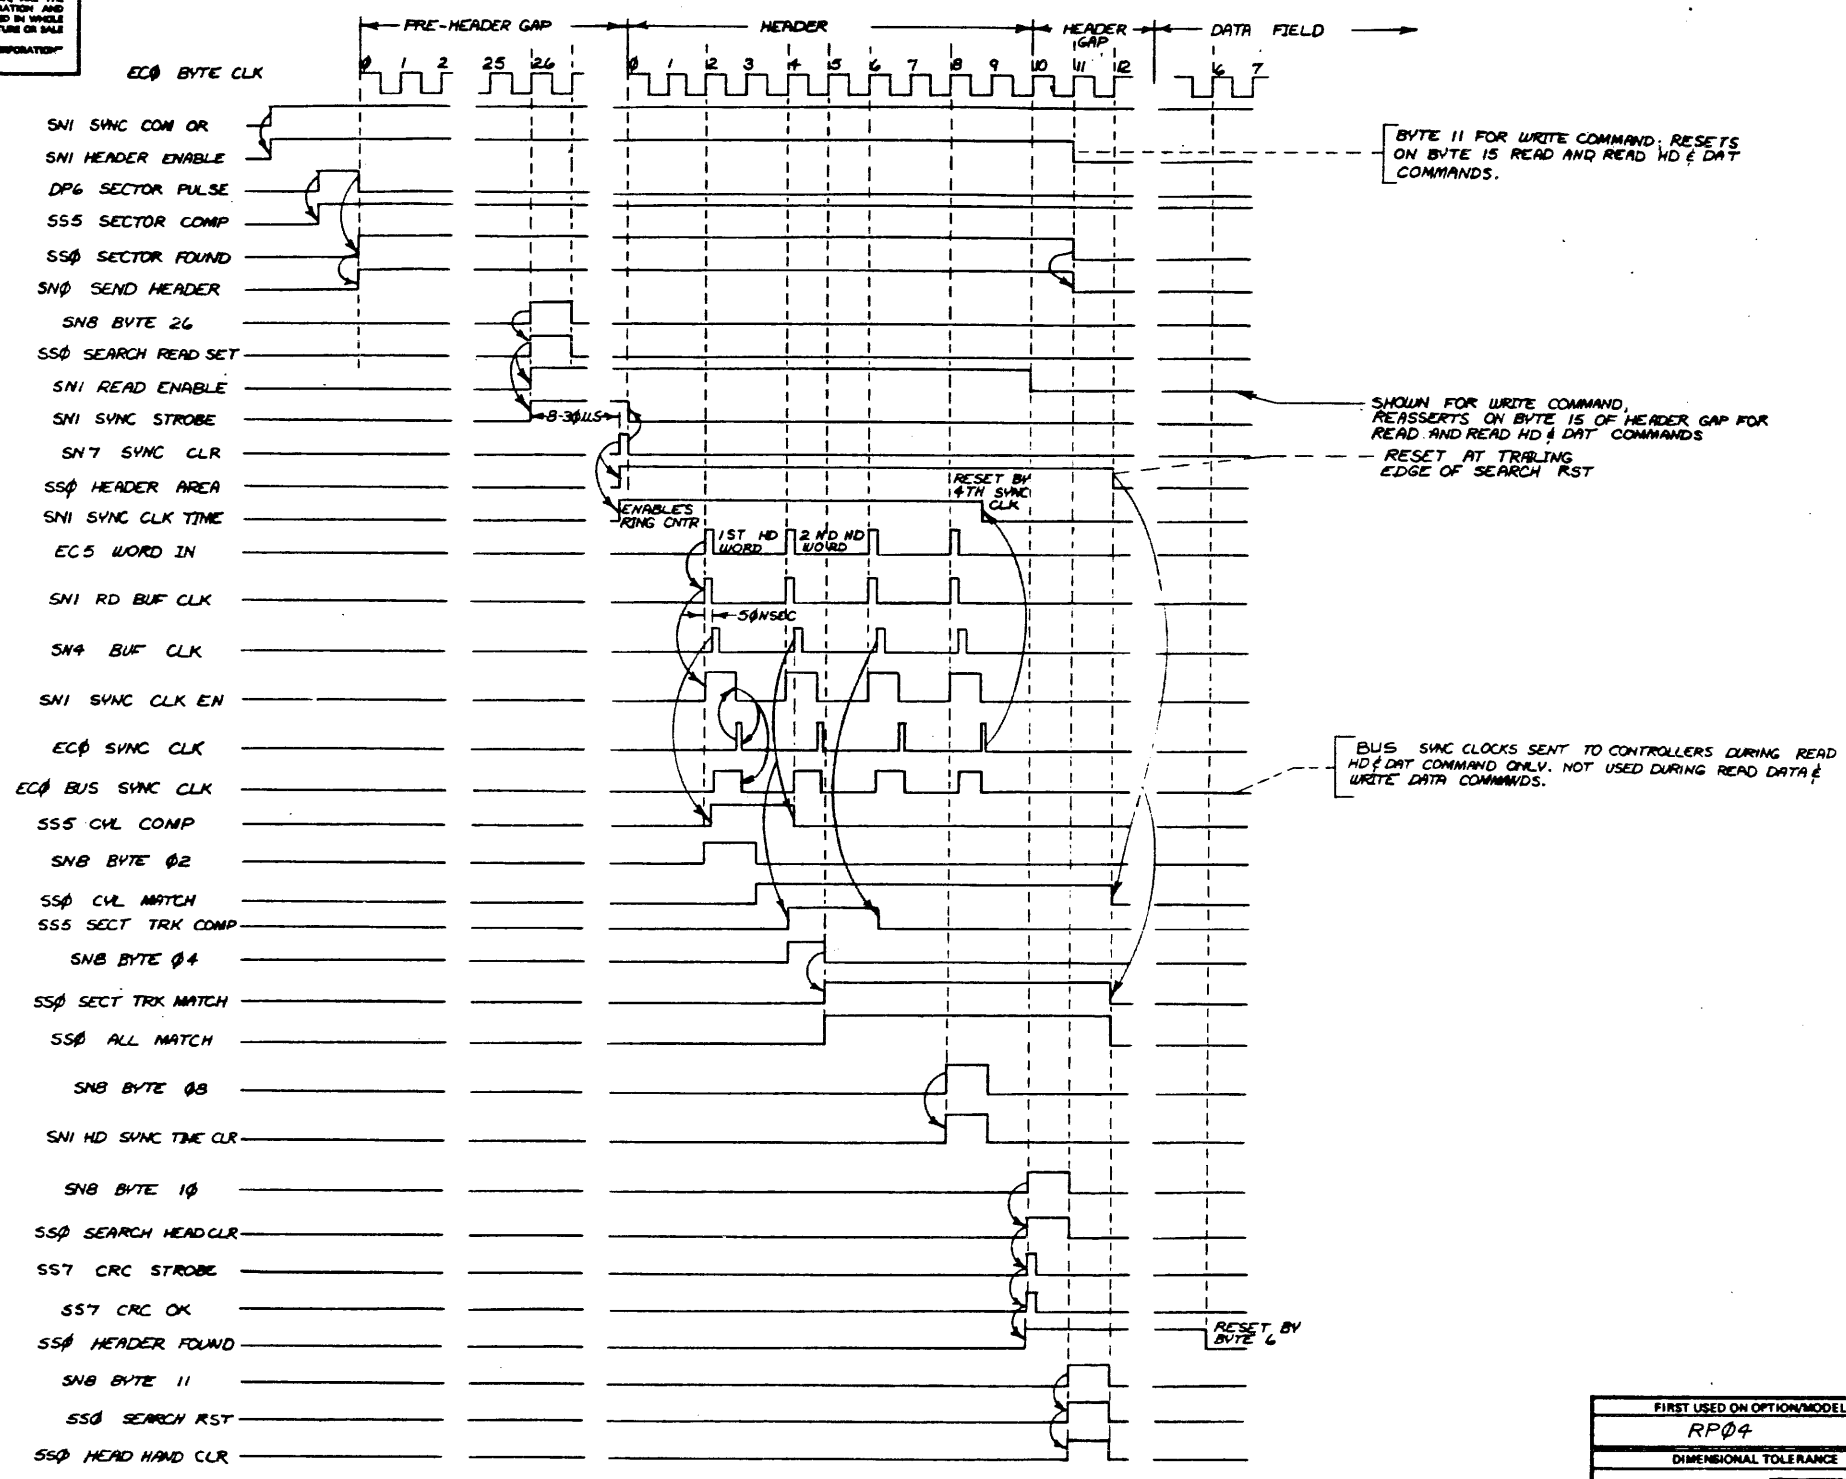 RATION AND
ED IN WHOLE
TURE OR SALE
RPORATION"
PRE-HEADER GAP
HEADER
HEADER GAP
DATA FIELD
ECØ BYTE CLK
Ø 1 2 25 26 Ø 1 2 3 4 5 6 7 8 9 10 11 12 6 7
SN1 SYNC COM OR
SN1 HEADER ENABLE
BYTE 11 FOR WRITE COMMAND; RESETS
ON BYTE 15 READ AND READ HD & DAT
COMMANDS.
DP6 SECTOR PULSE
SS5 SECTOR COMP
SSØ SECTOR FOUND
SNØ SEND HEADER
SN8 BYTE 26
SSØ SEARCH READ SET
SN1 READ ENABLE
SHOWN FOR WRITE COMMAND,
REASSERTS ON BYTE 15 OF HEADER GAP FOR
READ AND READ HD & DAT COMMANDS
SN1 SYNC STROBE
8-3ØUS
SN7 SYNC CLR
RESET AT TRAILING
EDGE OF SEARCH RST
SSØ HEADER AREA
RESET BY
4TH SYNC
CLK
SN1 SYNC CLK TIME
ENABLES
RING CNTR
EC5 WORD IN
1ST HD
WORD
2ND HD
WORD
SN1 RD BUF CLK
5ØNSEC
SN4 BUF CLK
SN1 SYNC CLK EN
ECØ SYNC CLK
BUS SYNC CLOCKS SENT TO CONTROLLERS DURING READ
HD & DAT COMMAND ONLY. NOT USED DURING READ DATA &
WRITE DATA COMMANDS.
ECØ BUS SYNC CLK
SS5 CYL COMP
SN8 BYTE Ø2
SSØ CYL MATCH
SS5 SECT TRK COMP
SN8 BYTE Ø4
SSØ SECT TRK MATCH
SSØ ALL MATCH
SN8 BYTE Ø8
SN1 HD SYNC TIME CLR
SN8 BYTE 1Ø
SSØ SEARCH HEAD CLR
SS7 CRC STROBE
SS7 CRC OK
SSØ HEADER FOUND
RESET BY
BYTE 6
SN8 BYTE 11
SSØ SEARCH RST
SSØ HEAD HAND CLR
FIRST USED ON OPTION/MODEL
RPØ4
DIMENSIONAL TOLERANCE